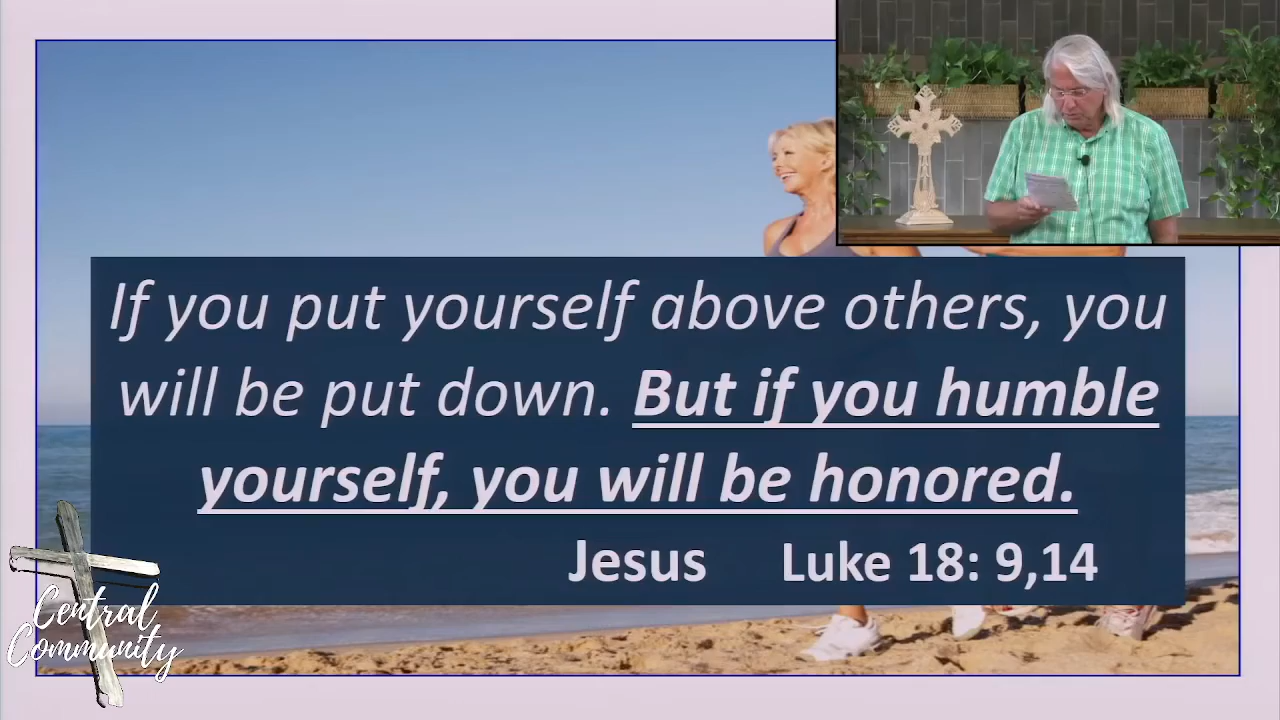 If you put yourself above others, you
will be put down. But if you humble
yourself, you will be honored.
Jesus Luke 18: 9,14
Central
Community